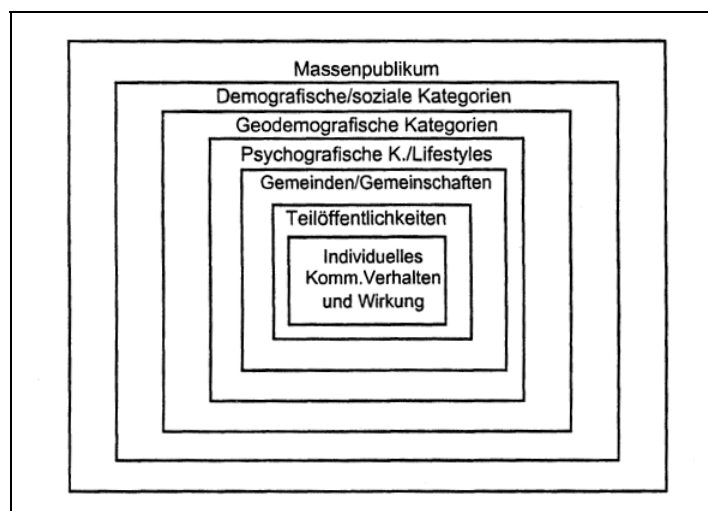 Massenpublikum
Demografische/soziale Kategorien
Geodemografische Kategorien
Psychografische K./Lifestyles
Gemeinden/Gemeinschaften
Teilöffentlichkeiten
Individuelles
Komm.Verhalten
und Wirkung